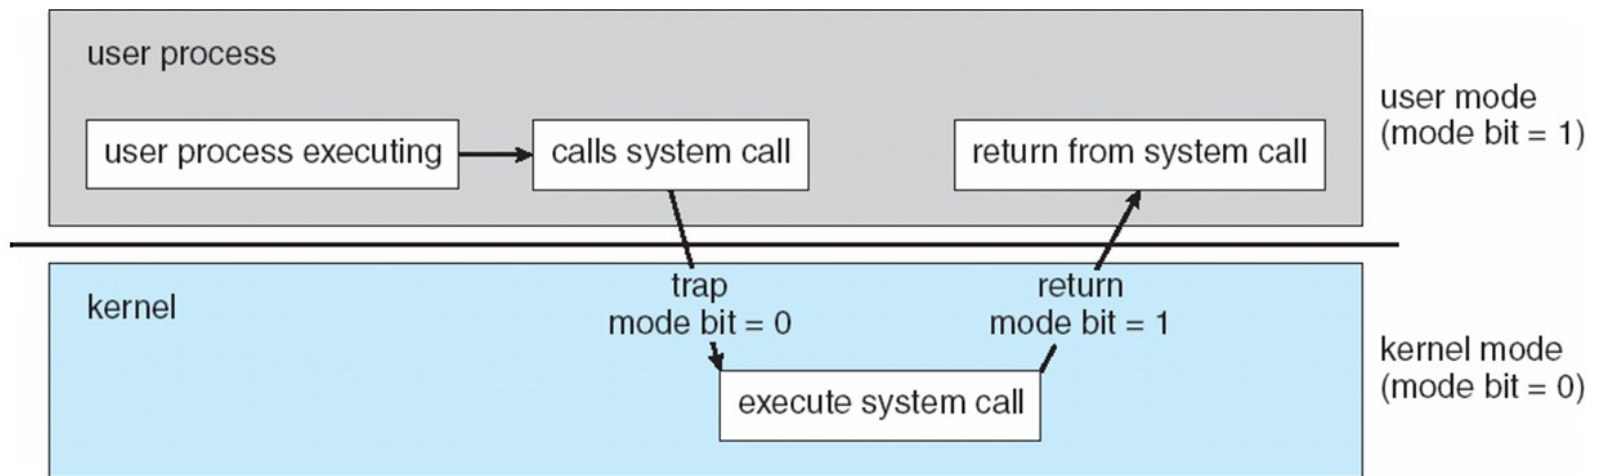 user process
user process executing
calls system call
return from system call
user mode
(mode bit = 1)
kernel
trap
mode bit = 0
return
mode bit = 1
execute system call
kernel mode
(mode bit = 0)